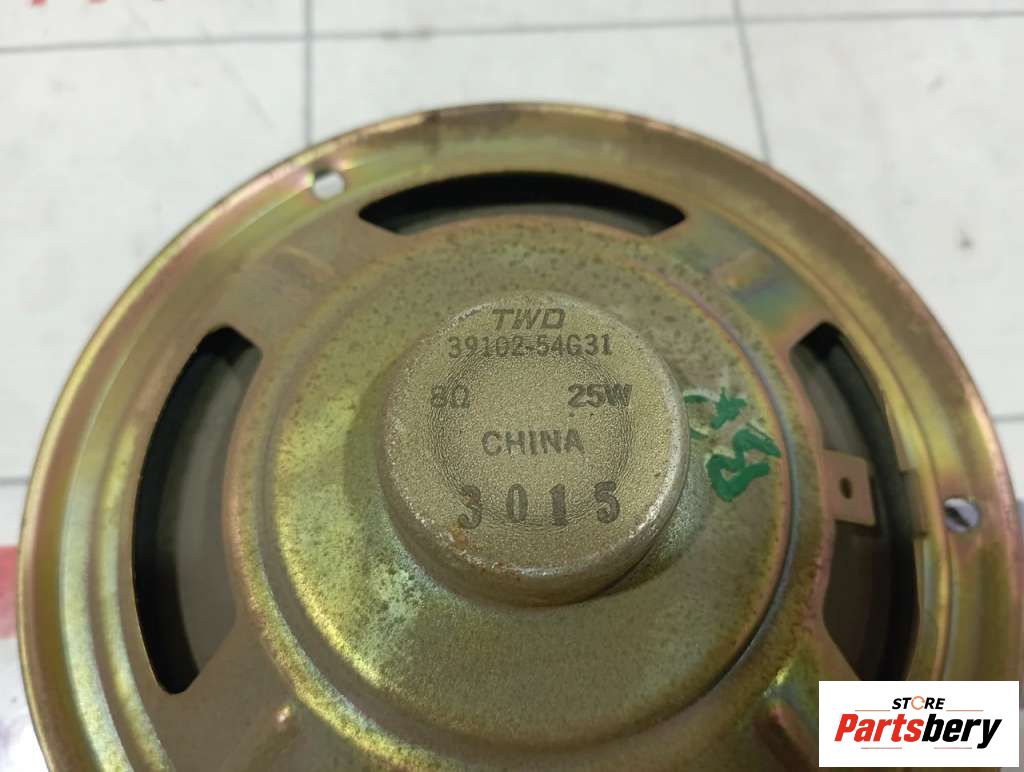 TWD
39102-54G31
8Ω 25W
CHINA
3015
STORE
Partsbery